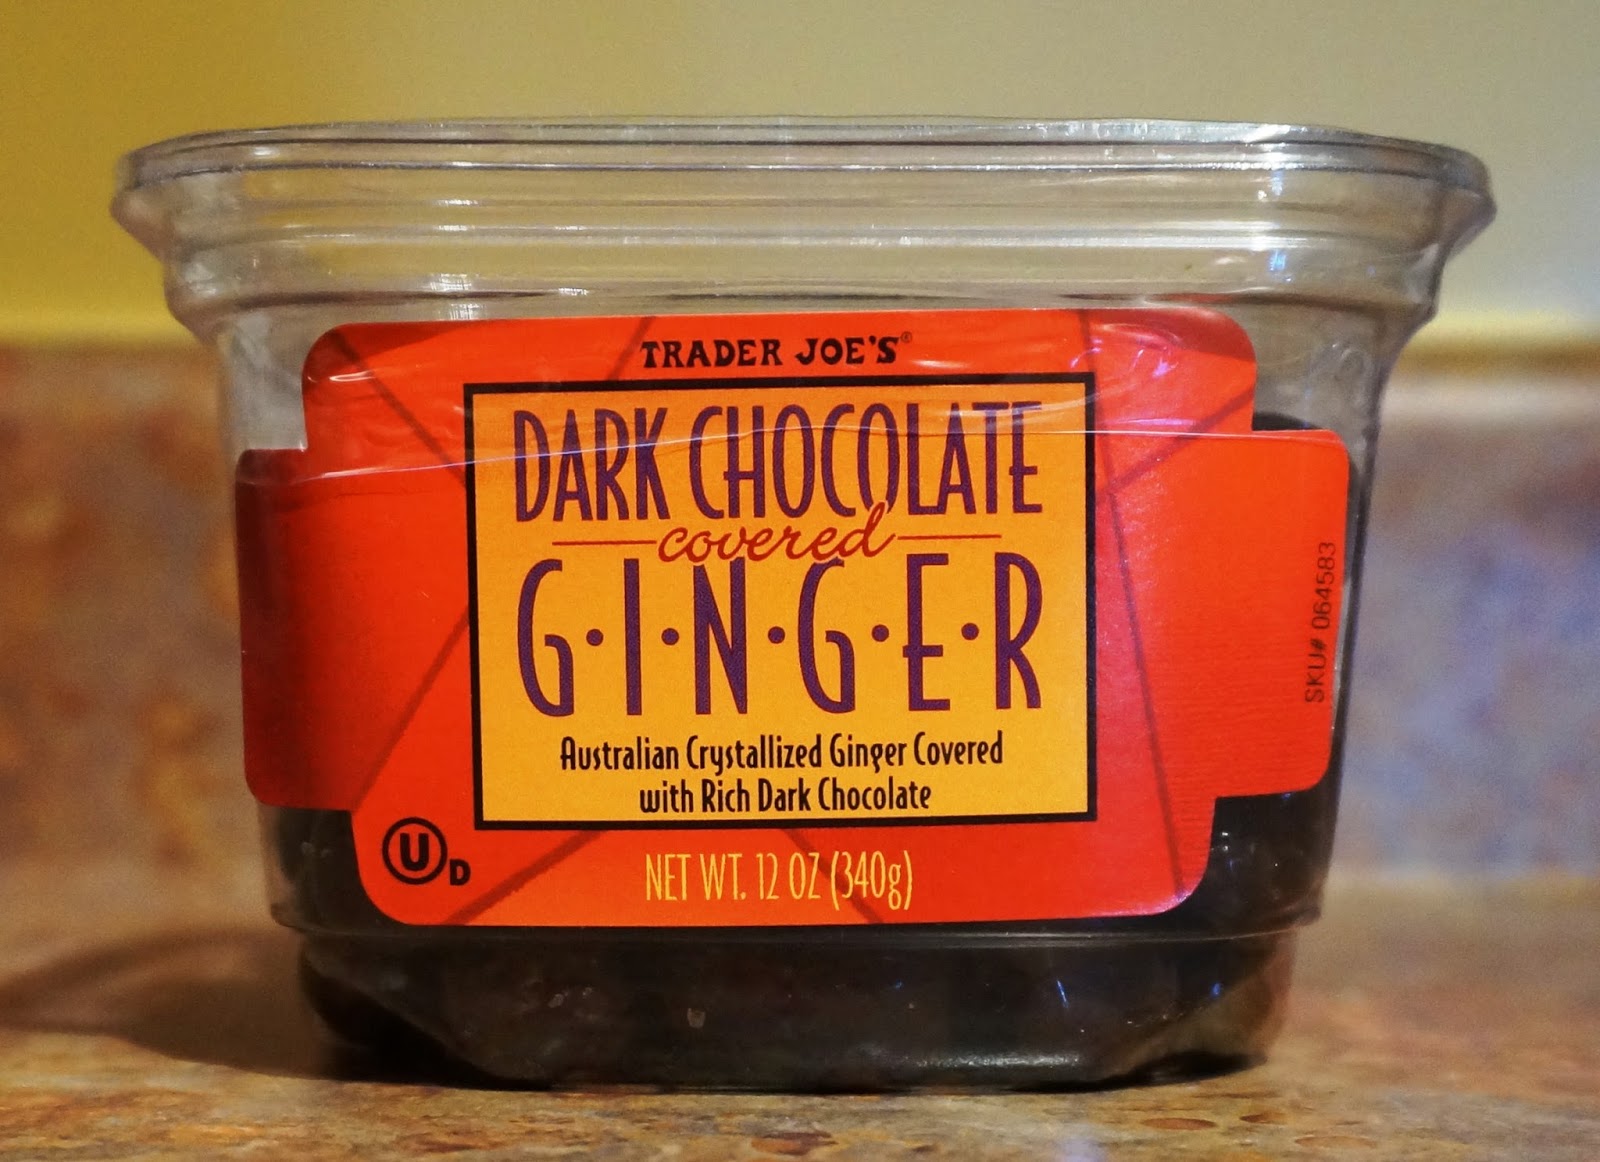 TRADER JOE'S®
DARK CHOCOLATE
covered
G·I·N·G·E·R
Australian Crystallized Ginger Covered
with Rich Dark Chocolate
NET WT. 12 OZ (340g)
U D
SKU# 064583